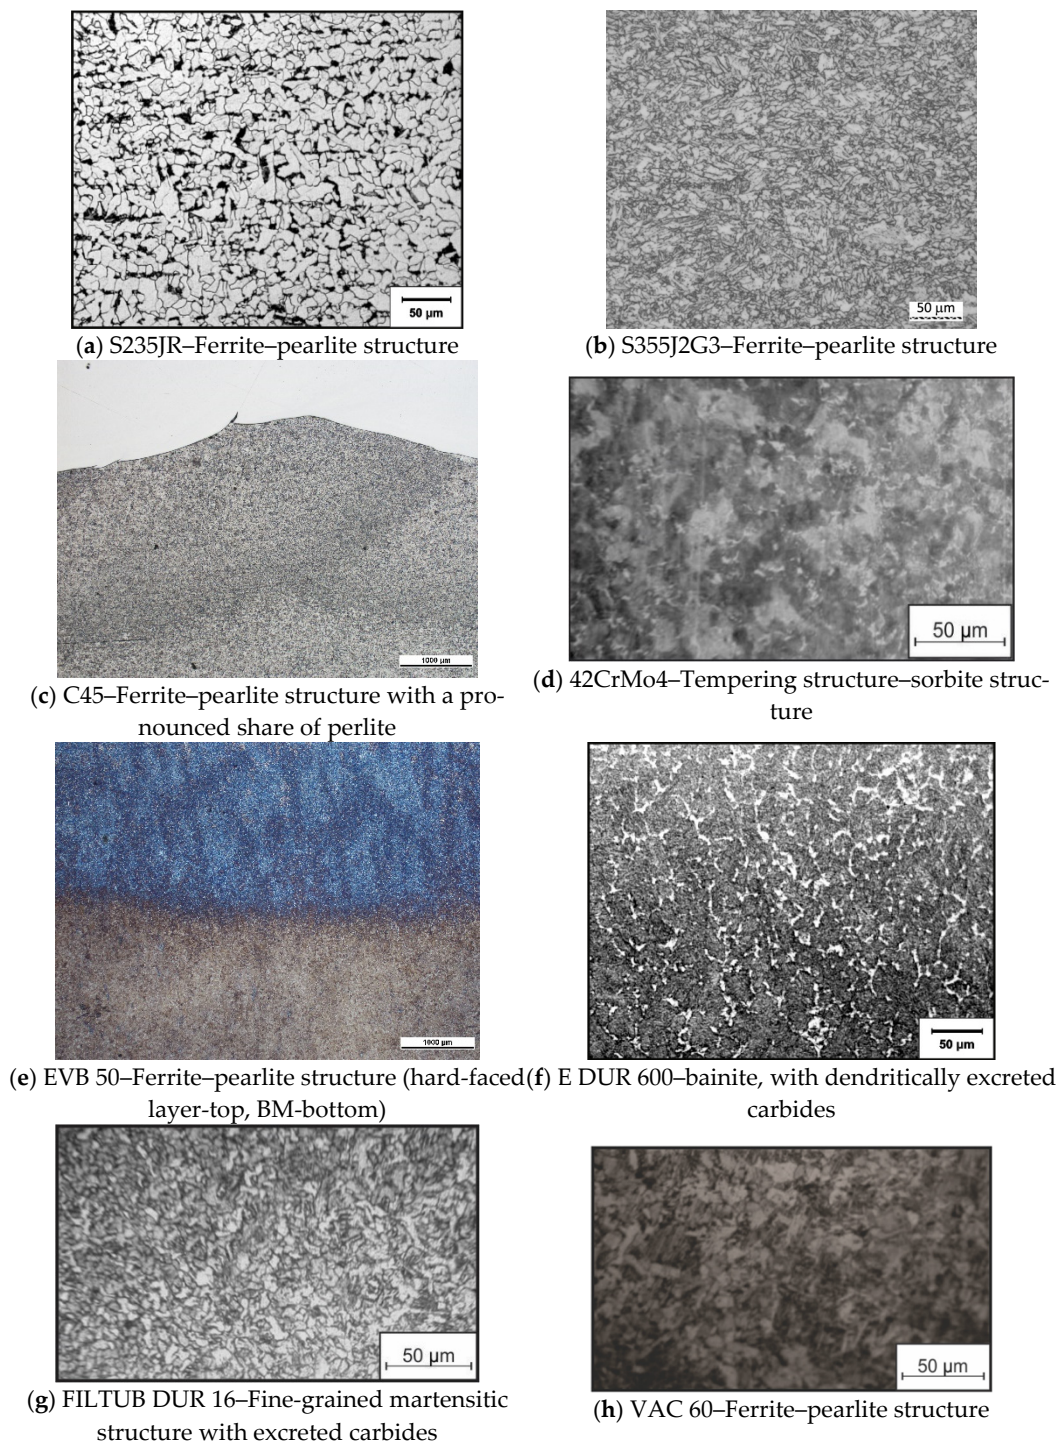 50 µm
50 µm
(a) S235JR–Ferrite–pearlite structure
(b) S355J2G3–Ferrite–pearlite structure
1000 µm
50 µm
(c) C45–Ferrite–pearlite structure with a pro-
nounced share of perlite
(d) 42CrMo4–Tempering structure–sorbite struc-
ture
1000 µm
50 µm
(e) EVB 50–Ferrite–pearlite structure (hard-faced
layer-top, BM-bottom)
(f) E DUR 600–bainite, with dendritically excreted
carbides
50 µm
50 µm
(g) FILTUB DUR 16–Fine-grained martensitic
structure with excreted carbides
(h) VAC 60–Ferrite–pearlite structure